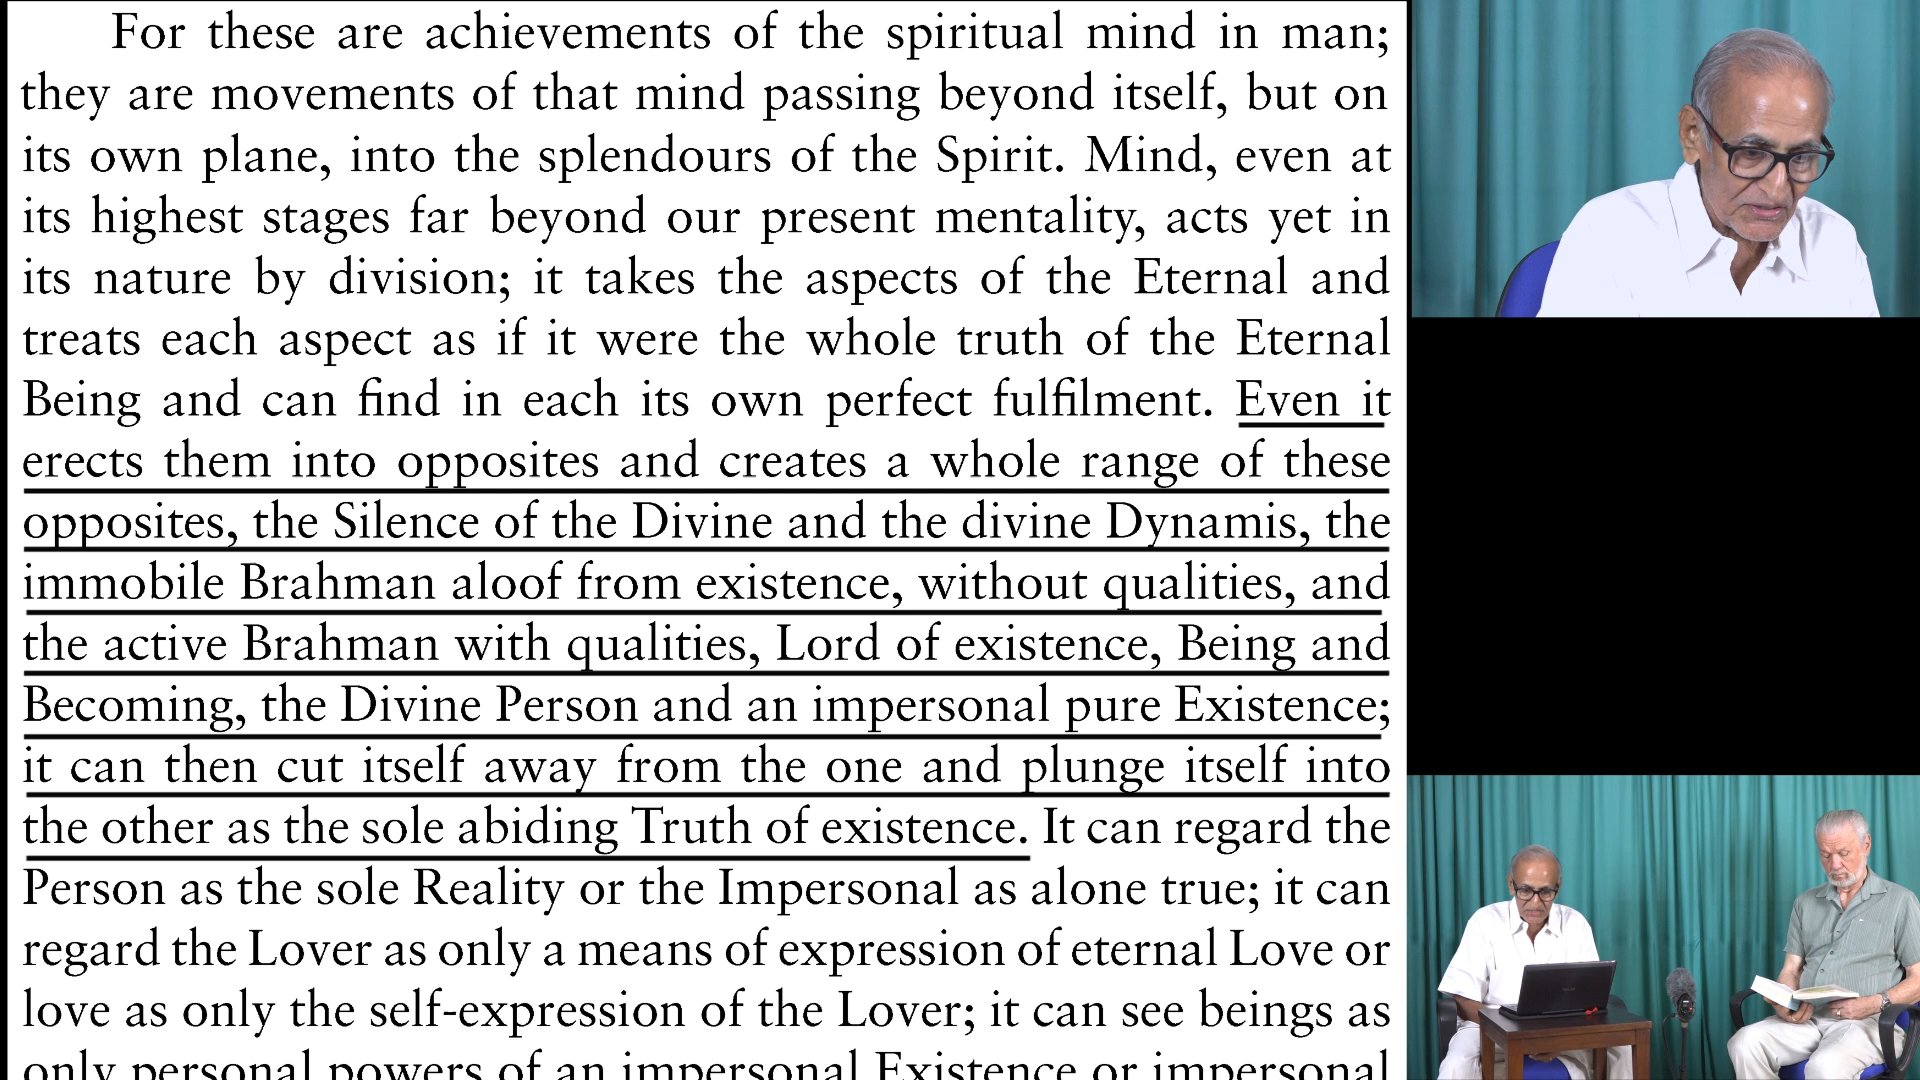 For these are achievements of the spiritual mind in man;
they are movements of that mind passing beyond itself, but on
its own plane, into the splendours of the Spirit. Mind, even at
its highest stages far beyond our present mentality, acts yet in
its nature by division; it takes the aspects of the Eternal and
treats each aspect as if it were the whole truth of the Eternal
Being and can find in each its own perfect fulfilment. Even it
erects them into opposites and creates a whole range of these
opposites, the Silence of the Divine and the divine Dynamis, the
immobile Brahman aloof from existence, without qualities, and
the active Brahman with qualities, Lord of existence, Being and
Becoming, the Divine Person and an impersonal pure Existence;
it can then cut itself away from the one and plunge itself into
the other as the sole abiding Truth of existence. It can regard the
Person as the sole Reality or the Impersonal as alone true; it can
regard the Lover as only a means of expression of eternal Love or
love as only the self-expression of the Lover; it can see beings as
only personal powers of an impersonal Existence or impersonal